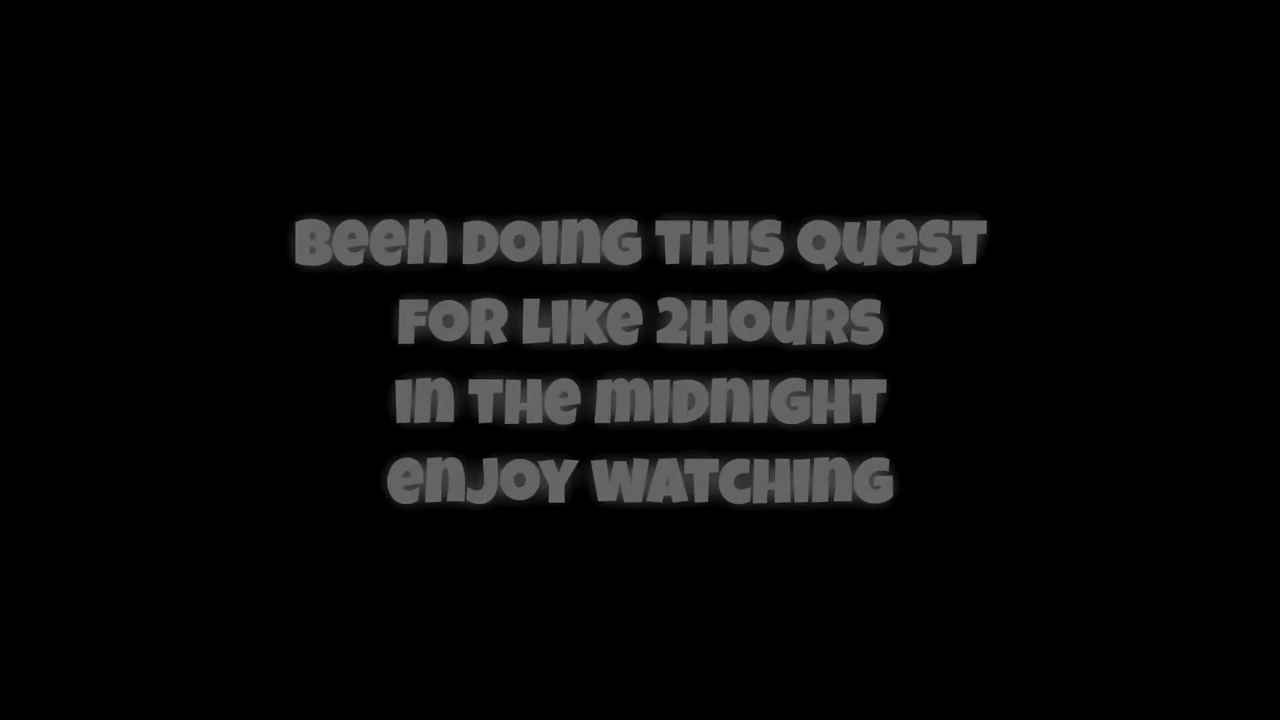 Been Doing This Quest
For Like 2Hours
in The midnight
enjoy Watching